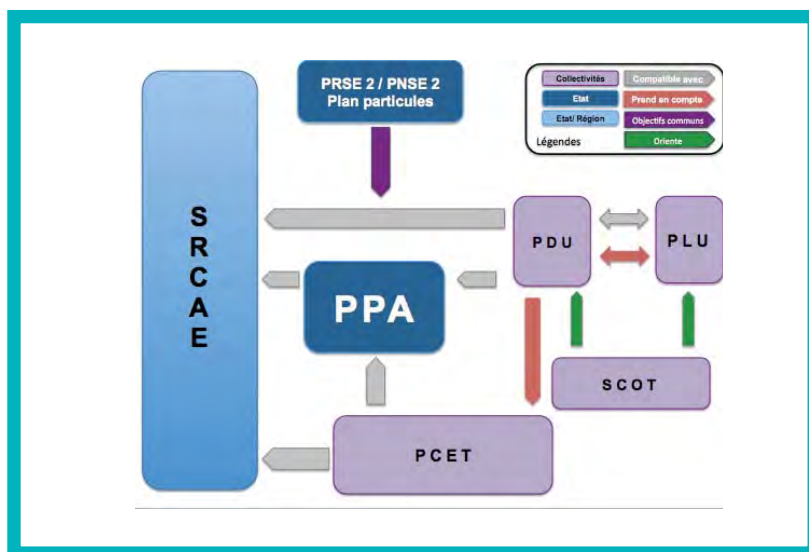 PRSE 2 / PNSE 2
Plan particules
Collectivités
Compatible avec
Etat
Prend en compte
Etat/ Région
Objectifs communs
Légendes
Oriente
S
R
C
A
E
PDU
PLU
PPA
SCOT
PCET